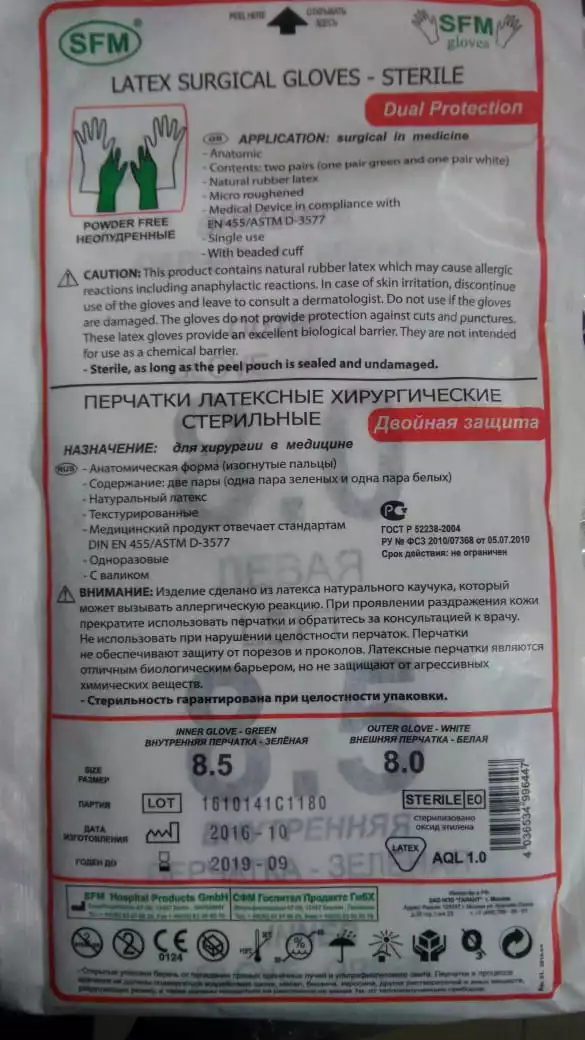 SFM®
PEEL HERE
ОТКРЫВАТЬ ЗДЕСЬ
SFM
gloves
LATEX SURGICAL GLOVES - STERILE
Dual Protection
POWDER FREE
НЕОПУДРЕННЫЕ
GB APPLICATION: surgical in medicine
- Anatomic
- Contents: two pairs (one pair green and one pair white)
- Natural rubber latex
- Micro roughened
- Medical Device in compliance with
EN 455/ASTM D-3577
- Single use
- With beaded cuff
CAUTION: This product contains natural rubber latex which may cause allergic
reactions including anaphylactic reactions. In case of skin irritation, discontinue
use of the gloves and leave to consult a dermatologist. Do not use if the gloves
are damaged. The gloves do not provide protection against cuts and punctures.
These latex gloves provide an excellent biological barrier. They are not intended
for use as a chemical barrier.
- Sterile, as long as the peel pouch is sealed and undamaged.
ПЕРЧАТКИ ЛАТЕКСНЫЕ ХИРУРГИЧЕСКИЕ
СТЕРИЛЬНЫЕ
Двойная защита
НАЗНАЧЕНИЕ: для хирургии в медицине
RUS - Анатомическая форма (изогнутые пальцы)
- Содержание: две пары (одна пара зеленых и одна пара белых)
- Натуральный латекс
- Текстурированные
- Медицинский продукт отвечает стандартам
DIN EN 455/ASTM D-3577
- Одноразовые
- С валиком
ГОСТ Р 52238-2004
РУ № ФСЗ 2010/07368 от 05.07.2010
Срок действия: не ограничен
ВНИМАНИЕ: Изделие сделано из латекса натурального каучука, который
может вызывать аллергическую реакцию. При проявлении раздражения кожи
прекратите использовать перчатки и обратитесь за консультацией к врачу.
Не использовать при нарушении целостности перчаток. Перчатки
не обеспечивают защиту от порезов и проколов. Латексные перчатки являются
отличным биологическим барьером, но не защищают от агрессивных
химических веществ.
- Стерильность гарантирована при целостности упаковки.
INNER GLOVE - GREEN
ВНУТРЕННЯЯ ПЕРЧАТКА - ЗЕЛЁНАЯ
OUTER GLOVE - WHITE
ВНЕШНЯЯ ПЕРЧАТКА - БЕЛАЯ
SIZE
РАЗМЕР
8.5
8.0
ПАРТИЯ
LOT
1610141C1180
STERILE EO
стерилизовано
оксид этилена
ДАТА
ИЗГОТОВЛЕНИЯ
2016-10
ГОДЕН ДО
2019-09
LATEX
AQL 1.0
4 036534 996447
SFM Hospital Products GmbH
СФМ Госпитал Продактс ГмбХ
0124